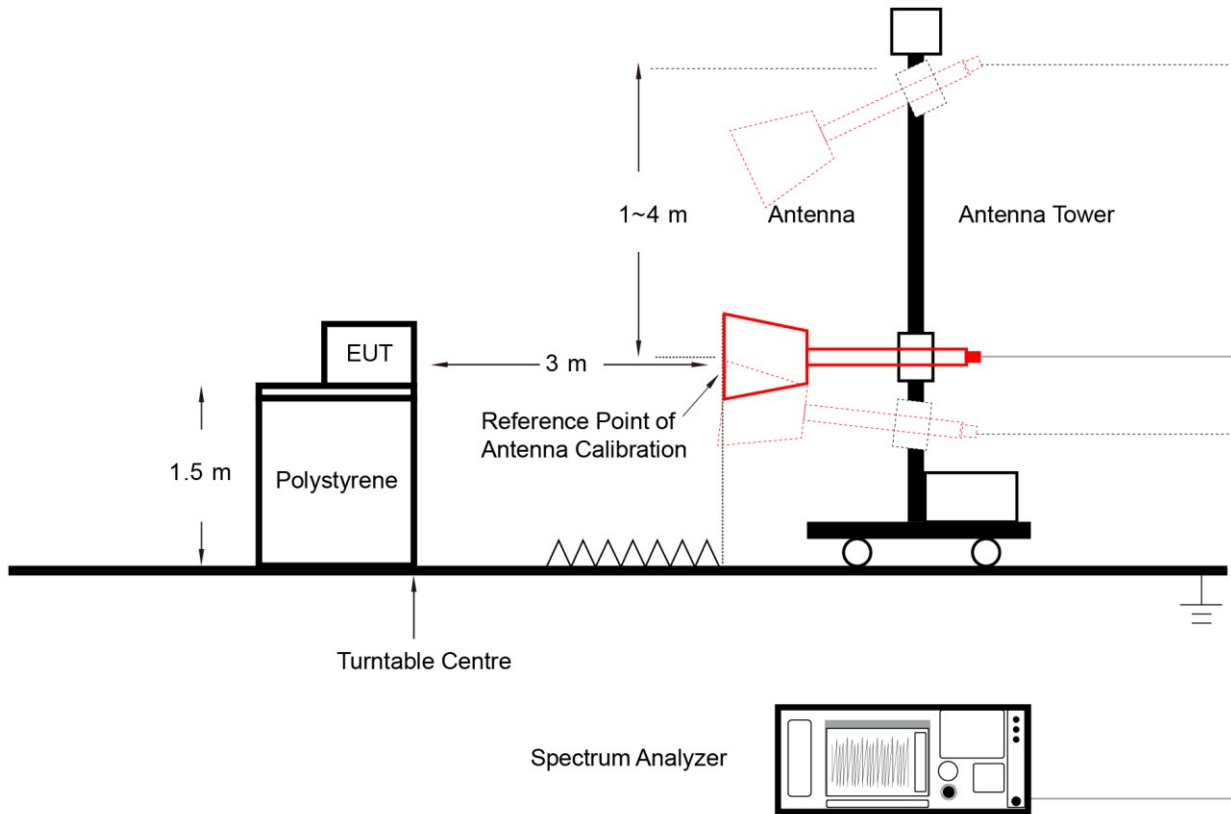 1~4 m
Antenna
Antenna Tower
EUT
3 m
Reference Point of
Antenna Calibration
1.5 m
Polystyrene
Turntable Centre
Spectrum Analyzer